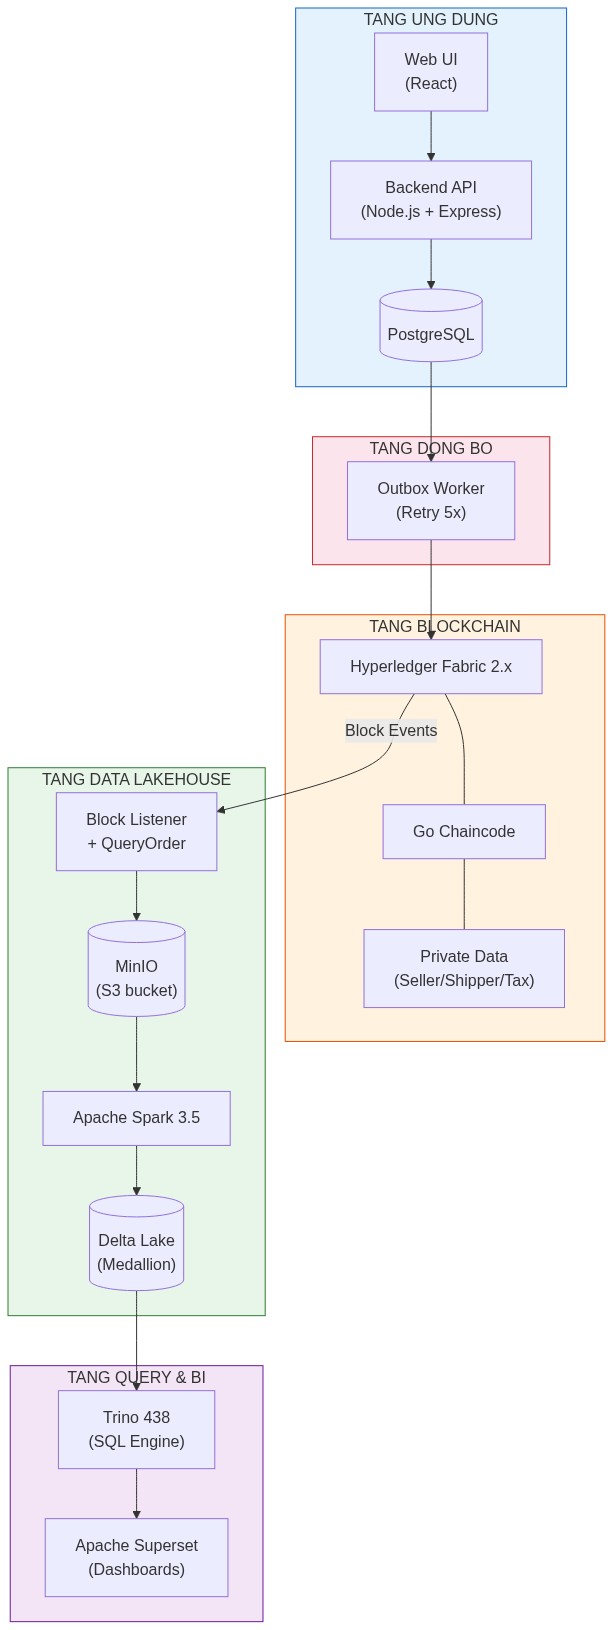 TANG UNG DUNG
Web UI
(React)
Backend API
(Node.js + Express)
PostgreSQL
TANG DONG BO
Outbox Worker
(Retry 5x)
TANG BLOCKCHAIN
Hyperledger Fabric 2.x
Block Events
Go Chaincode
Private Data
(Seller/Shipper/Tax)
TANG DATA LAKEHOUSE
Block Listener
+ QueryOrder
MinIO
(S3 bucket)
Apache Spark 3.5
Delta Lake
(Medallion)
TANG QUERY & BI
Trino 438
(SQL Engine)
Apache Superset
(Dashboards)